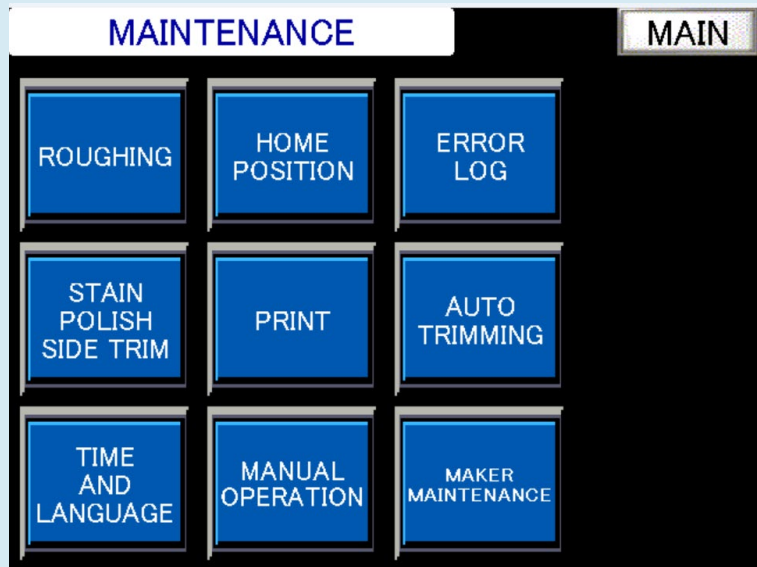 MAINTENANCE
MAIN
ROUGHING
HOME
POSITION
ERROR
LOG
STAIN
POLISH
SIDE TRIM
PRINT
AUTO
TRIMMING
TIME
AND
LANGUAGE
MANUAL
OPERATION
MAKER
MAINTENANCE